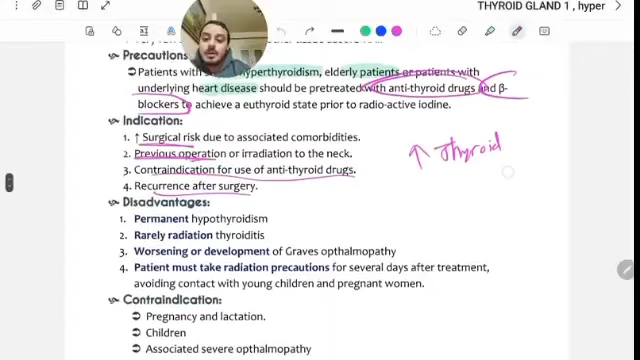 THYROID GLAND 1 , hyper
Precautions
Patients with hyperthyroidism, elderly patients or patients with
underlying heart disease should be pretreated with anti-thyroid drugs and β-
blockers to achieve a euthyroid state prior to radio-active iodine.
Indication:
1. ↑ Surgical risk due to associated comorbidities.
2. Previous operation or irradiation to the neck.
3. Contraindication for use of anti-thyroid drugs.
4. Recurrence after surgery.
↑ thyroid
Disadvantages:
1. Permanent hypothyroidism
2. Rarely radiation thyroiditis
3. Worsening or development of Graves opthalmopathy
4. Patient must take radiation precautions for several days after treatment,
avoiding contact with young children and pregnant women.
Contraindication:
Pregnancy and lactation.
Children
Associated severe opthalmopathy